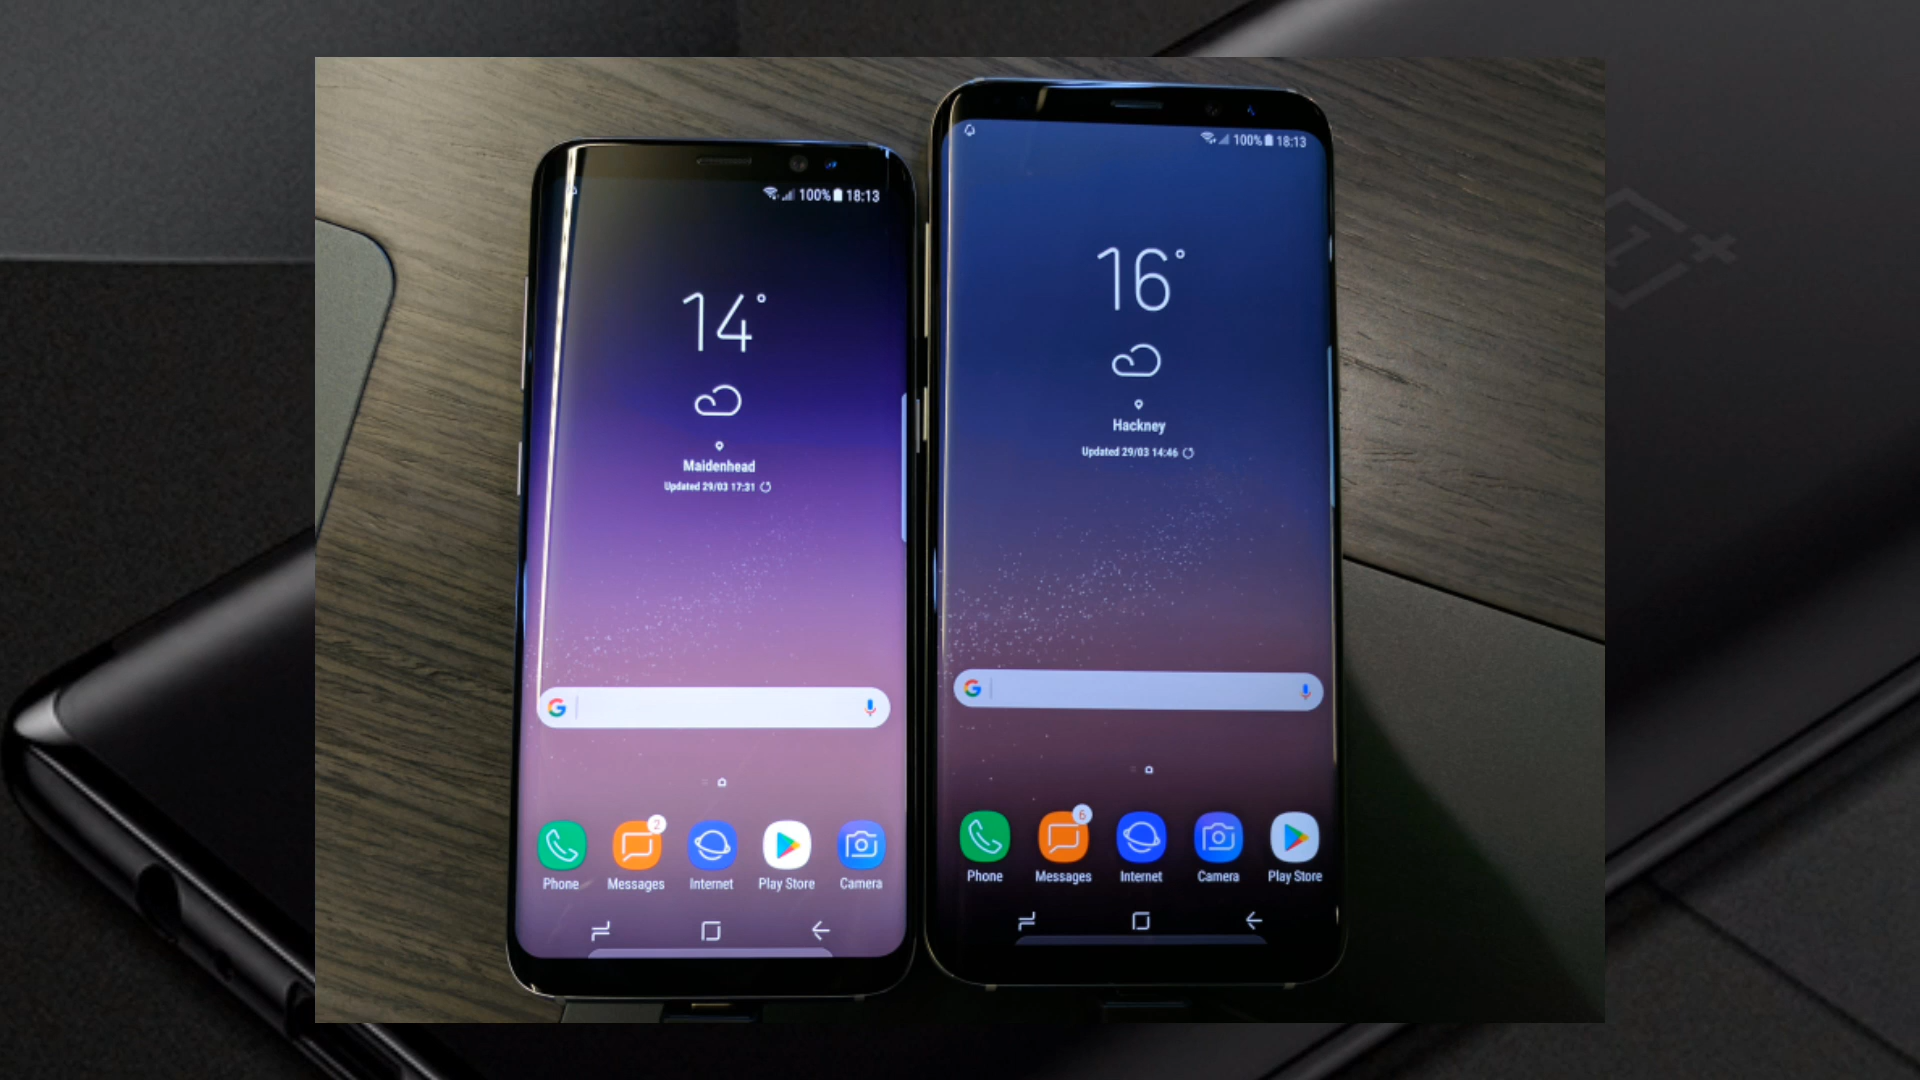 100% 18:13
14°
Maidenhead
Updated 29/03 17:31
2
Phone Messages Internet Play Store Camera
100% 18:13
16°
Hackney
Updated 29/03 14:46
6
Phone Messages Internet Camera Play Store